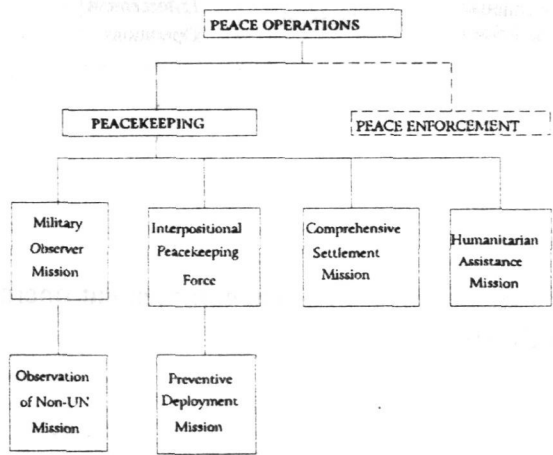 PEACE OPERATIONS
PEACEKEEPING
PEACE ENFORCEMENT
Military
Observer
Mission
Interpositional
Peacekeeping
Force
Comprehensive
Settlement
Mission
Humanitarian
Assistance
Mission
Observation
of Non-UN
Mission
Preventive
Deployment
Mission